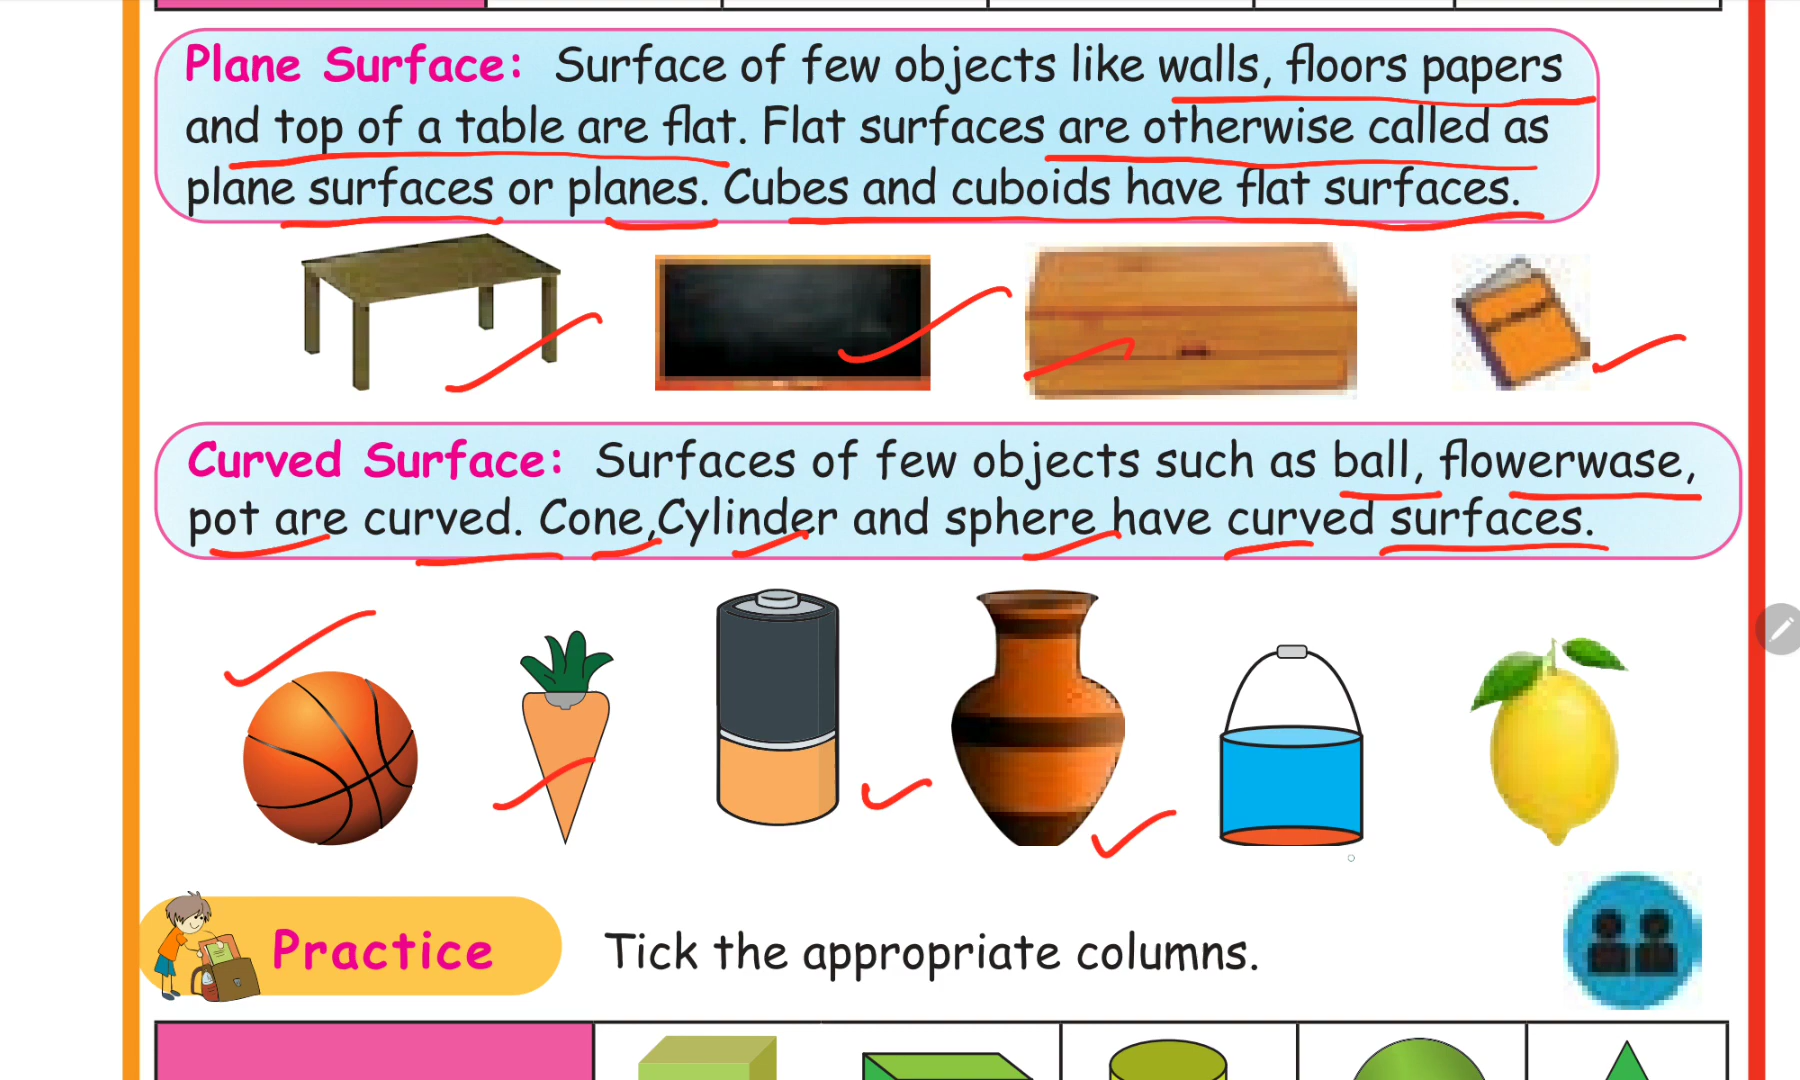 Plane Surface: Surface of few objects like walls, floors papers
and top of a table are flat. Flat surfaces are otherwise called as
plane surfaces or planes. Cubes and cuboids have flat surfaces.
Curved Surface: Surfaces of few objects such as ball, flowerwase,
pot are curved. Cone,Cylinder and sphere have curved surfaces.
Practice Tick the appropriate columns.